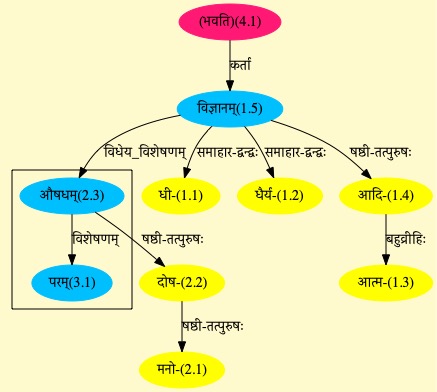 (भवति)(4.1)
कर्ता
विज्ञानम्(1.5)
विधेय_विशेषणम् समाहार-द्वन्द्वः समाहार-द्वन्द्वः षष्ठी-तत्पुरुषः
औषधम्(2.3) घी-(1.1) धैर्य-(1.2) आदि-(1.4)
विशेषणम् षष्ठी-तत्पुरुषः बहुव्रीहिः
परम्(3.1) दोष-(2.2) आत्म-(1.3)
षष्ठी-तत्पुरुषः
मनो-(2.1)